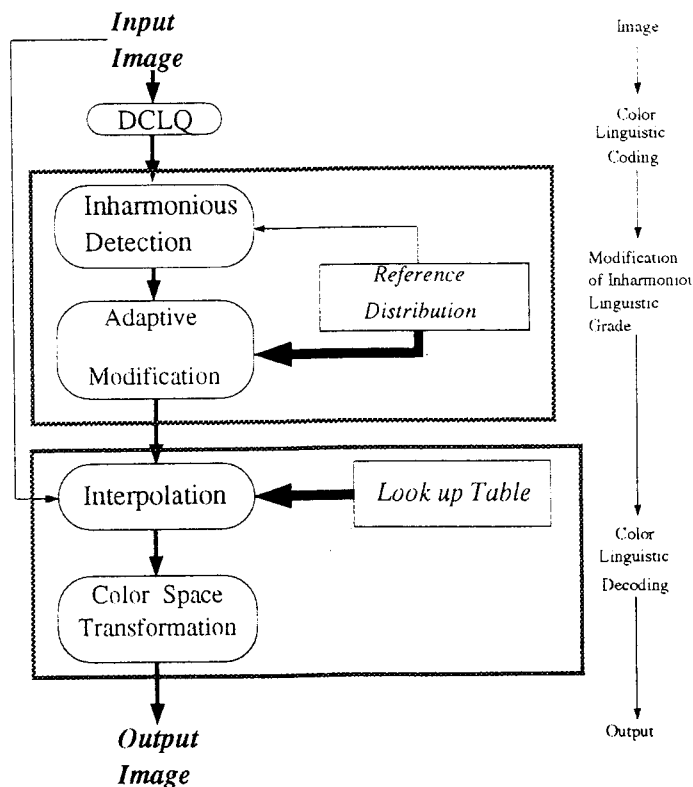 Input
Image
DCLQ
Inharmonious
Detection
Reference
Distribution
Adaptive
Modification
Interpolation
Look up Table
Color Space
Transformation
Output
Image
Image
Color
Linguistic
Coding
Modification
of Inharmoniou
Linguistic
Grade
Color
Linguistic
Decoding
Output